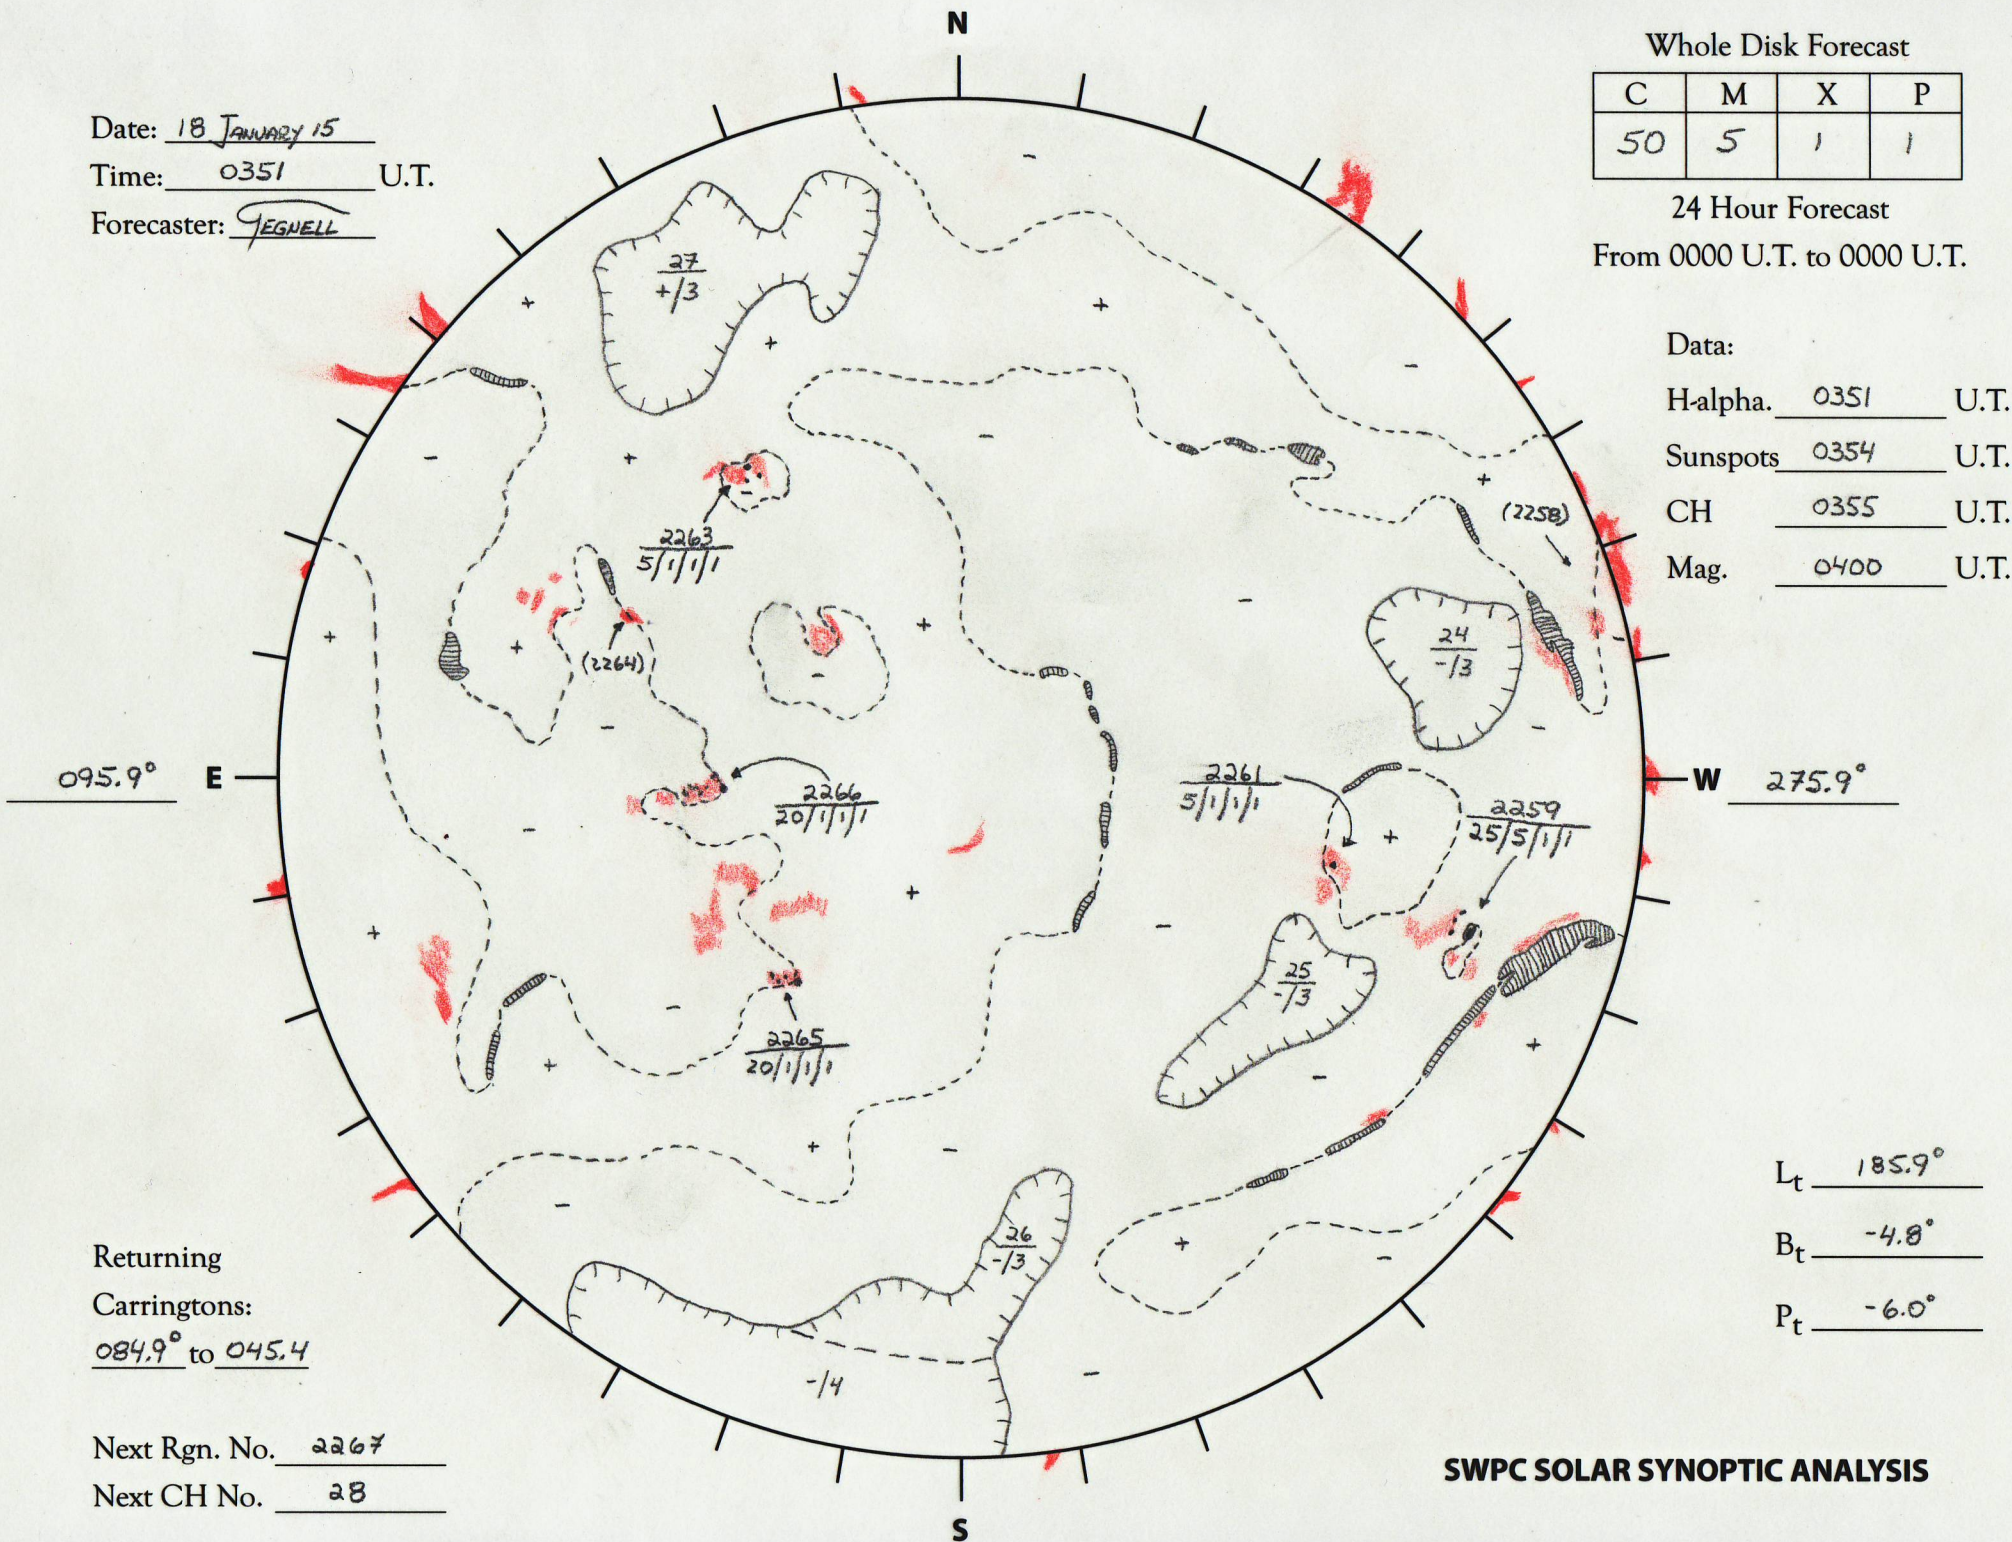 N
Whole Disk Forecast
C M X P
50 5 1 1
24 Hour Forecast
From 0000 U.T. to 0000 U.T.
Date: 18 JANUARY 15
Time: 0351 U.T.
Forecaster: TEGNELL
Data:
H-alpha. 0351 U.T.
Sunspots 0354 U.T.
CH 0355 U.T.
Mag. 0400 U.T.
27
+/3
2263
5/1/1/1
(2258)
(2264)
24
-/3
095.9° E
W 275.9°
2266
20/1/1/1
2261
5/1/1/1
2259
25/5/1/1
25
-/3
2265
20/1/1/1
26
-/3
-/4
Lt 185.9°
Bt -4.8°
Pt -6.0°
Returning
Carringtons:
084.9° to 045.4
Next Rgn. No. 2267
Next CH No. 28
SWPC SOLAR SYNOPTIC ANALYSIS
S